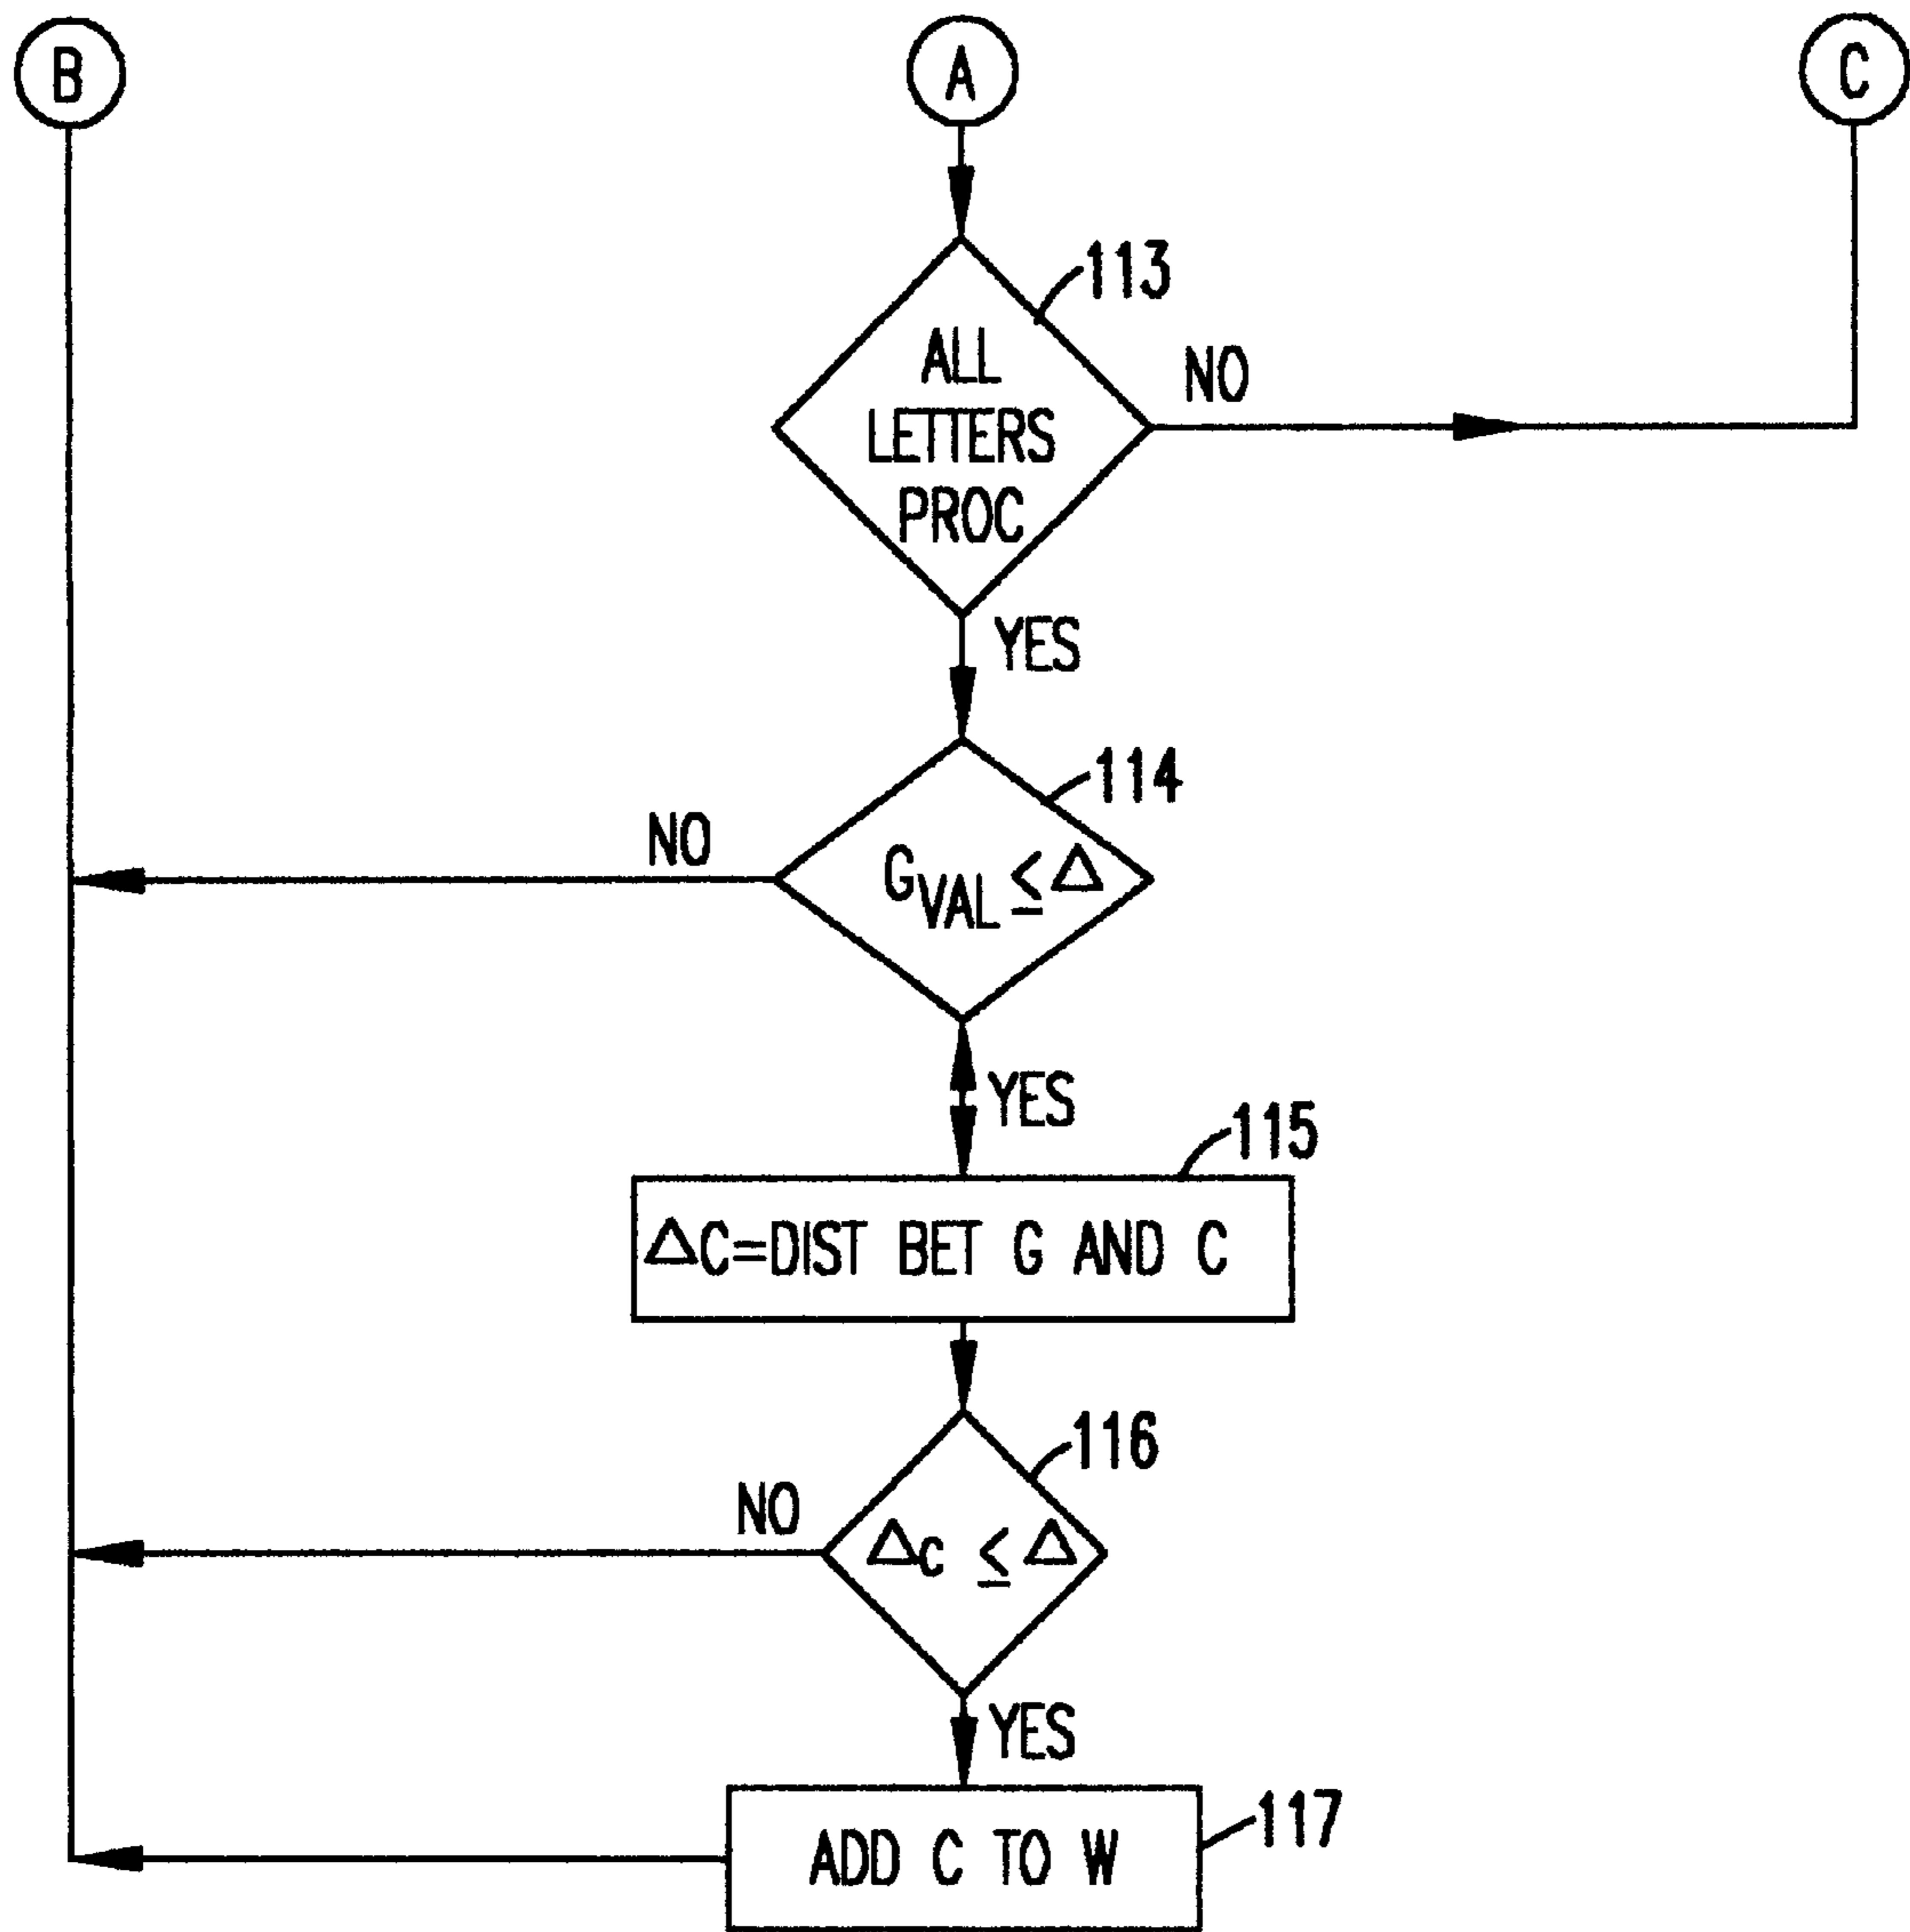 B
A
C
113
ALL
LETTERS
PROC
NO
YES
114
NO
G_VAL ≤ Δ
YES
115
ΔC=DIST BET G AND C
116
NO
Δc ≤ Δ
YES
117
ADD C TO W